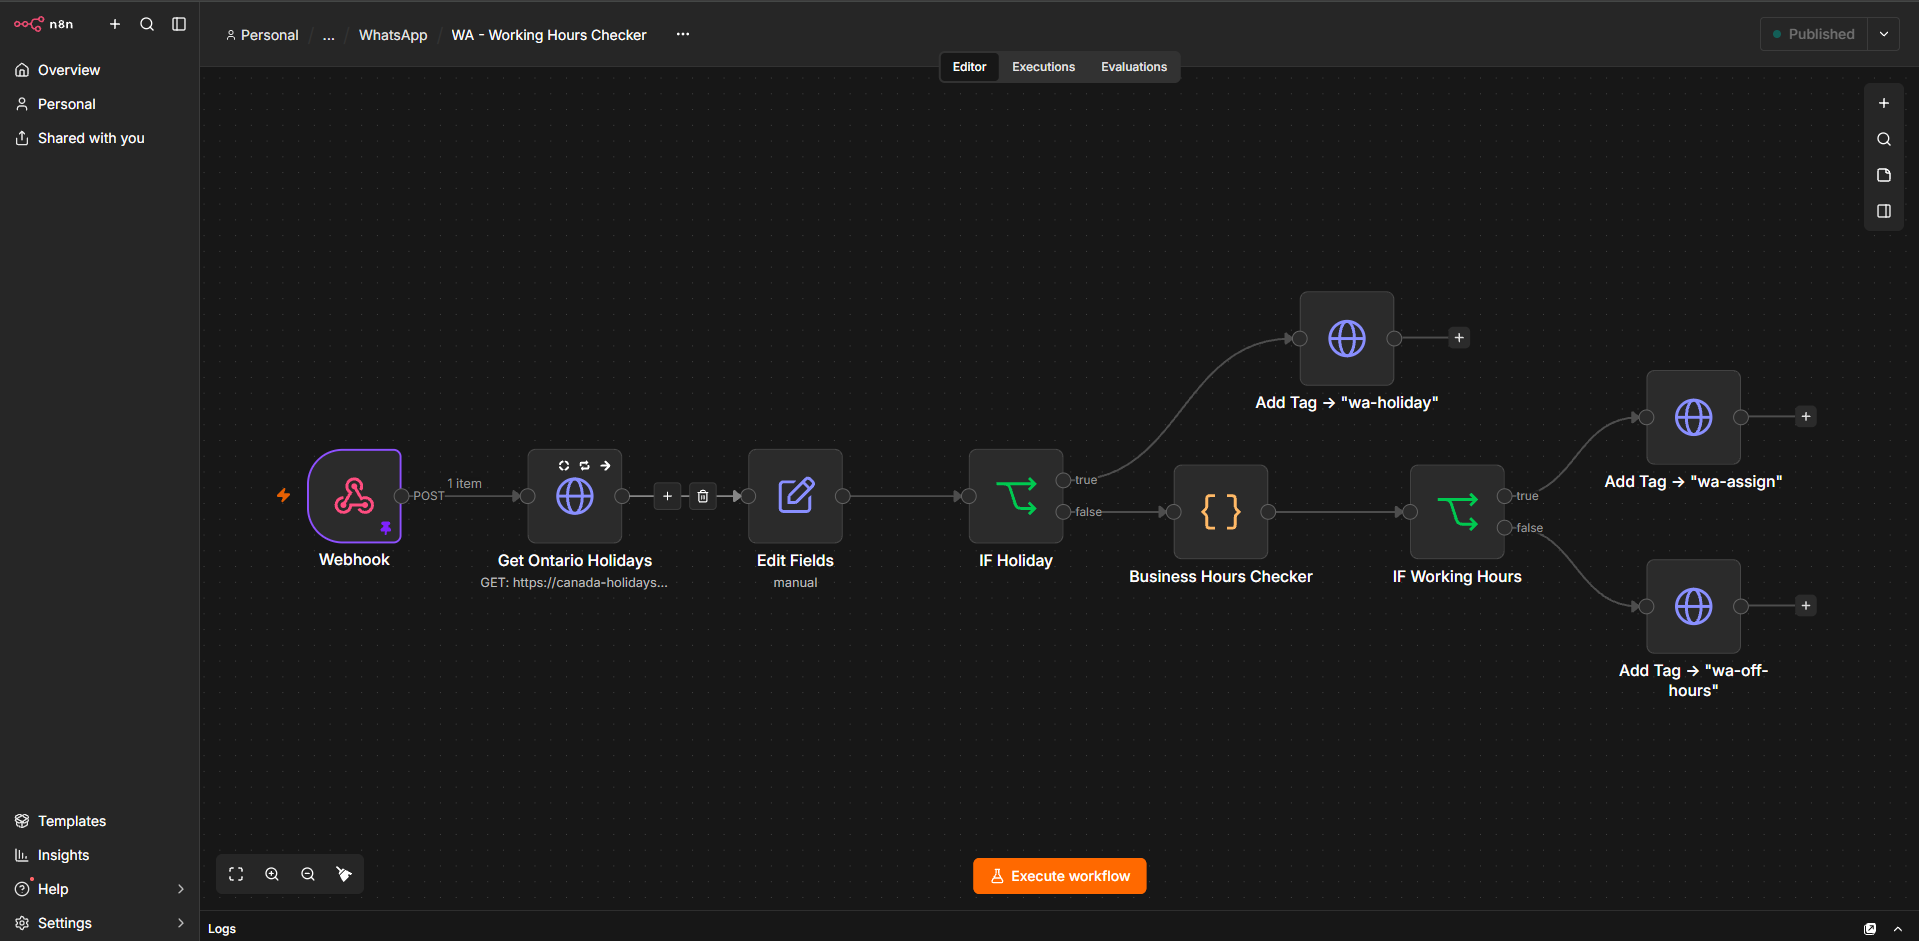 n8n
Personal / ... / WhatsApp / WA - Working Hours Checker ...
Published
Overview
Personal
Shared with you
Editor
Executions
Evaluations
Add Tag → "wa-holiday"
POST
1 item
Webhook
Get Ontario Holidays
GET: https://canada-holidays...
Edit Fields
manual
true
false
IF Holiday
Business Hours Checker
true
false
IF Working Hours
Add Tag → "wa-assign"
Add Tag → "wa-off-
hours"
Templates
Insights
Help
Settings
Execute workflow
Logs